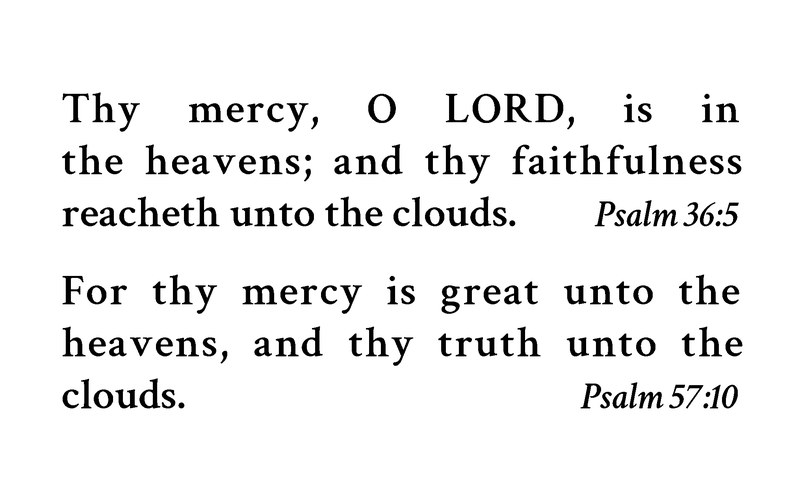 Thy mercy, O LORD, is in
the heavens; and thy faithfulness
reacheth unto the clouds. Psalm 36:5
For thy mercy is great unto the
heavens, and thy truth unto the
clouds. Psalm 57:10